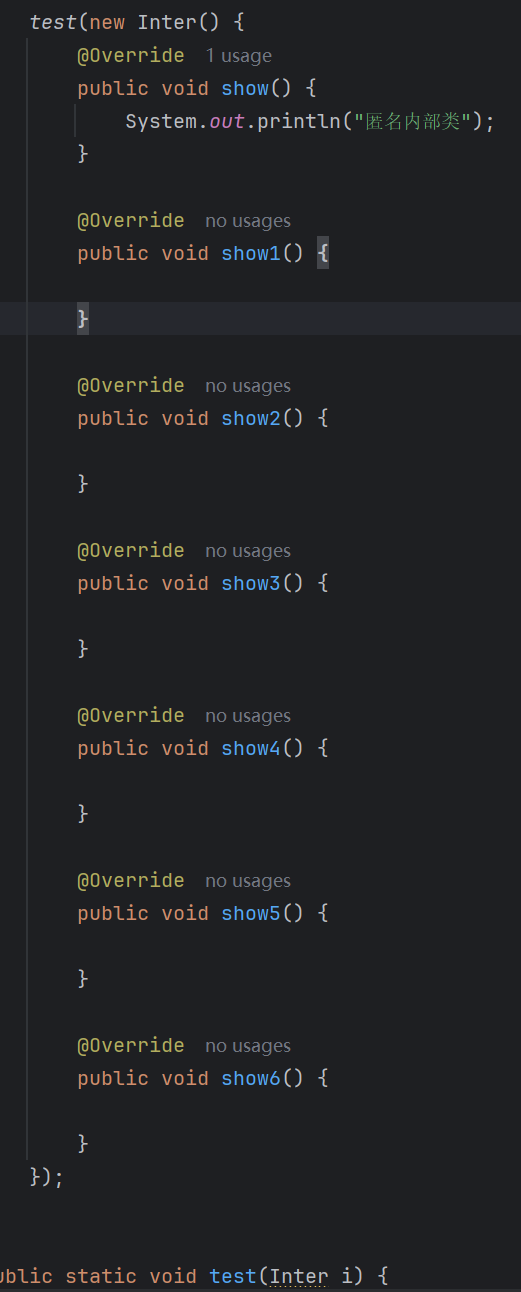 test(new Inter() {
@Override 1 usage
public void show() {
System.out.println("匿名内部类");
}
@Override no usages
public void show1() {
}
@Override no usages
public void show2() {
}
@Override no usages
public void show3() {
}
@Override no usages
public void show4() {
}
@Override no usages
public void show5() {
}
@Override no usages
public void show6() {
}
});
ublic static void test(Inter i) {